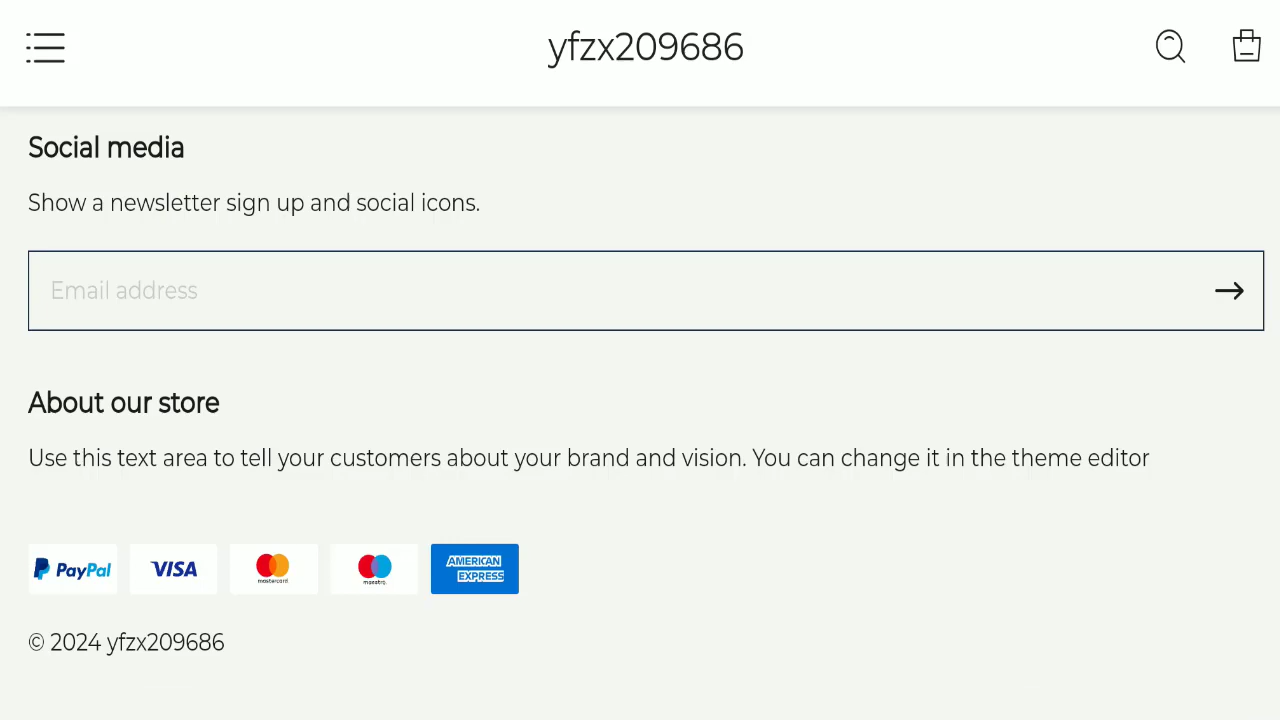 yfzx209686
Social media
Show a newsletter sign up and social icons.
Email address
About our store
Use this text area to tell your customers about your brand and vision. You can change it in the theme editor
PayPal VISA mastercard maestro AMERICAN EXPRESS
© 2024 yfzx209686